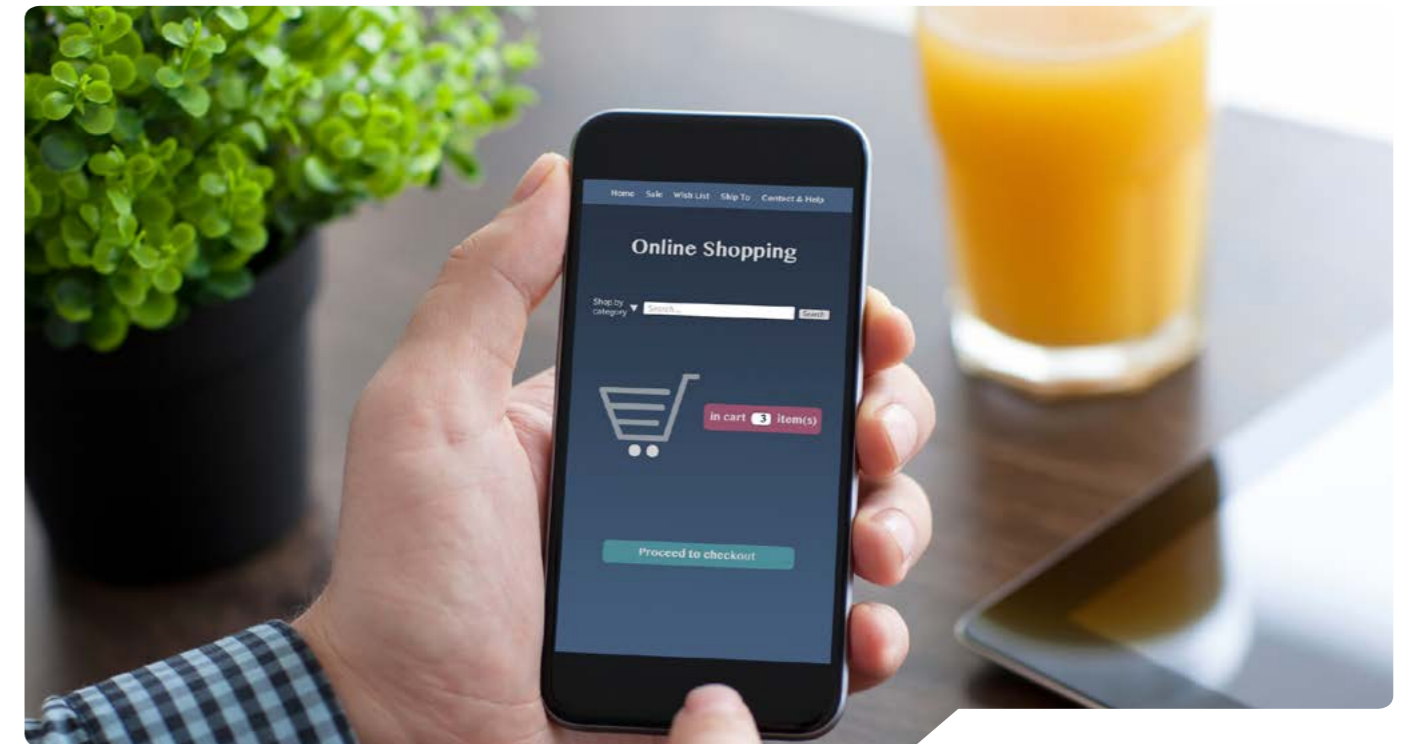 Home Sale Wish List Skip To Contact & Help
Online Shopping
Shop by
category
Search...
Search
in cart 3 item(s)
Proceed to checkout